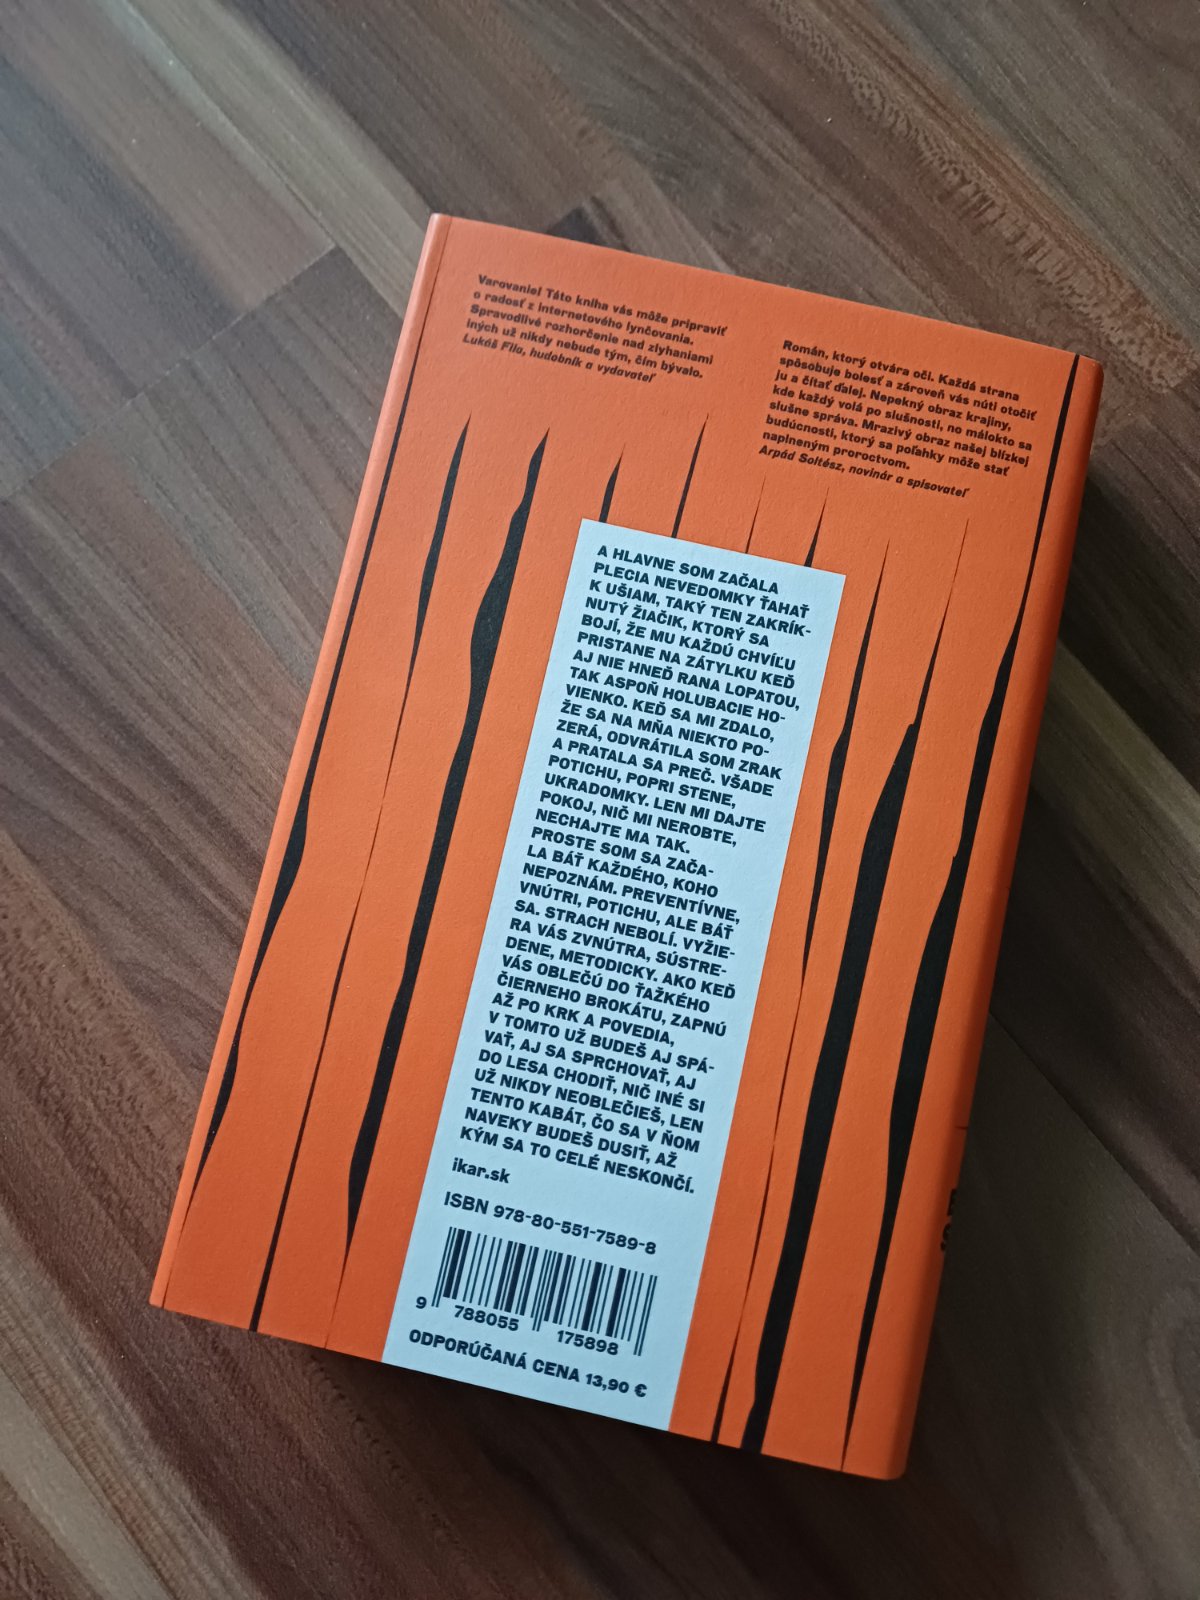 Varovanie! Táto kniha vás môže pripraviť
o radosť z internetového lynčovania.
Spravodlivé rozhorčenie nad zlyhaniami
iných už nikdy nebude tým, čím bývalo.
Lukáš Fila, hudobník a vydavateľ
Román, ktorý otvára oči. Každá strana
spôsobuje bolesť a zároveň vás núti otočiť
ju a čítať ďalej. Nepekný obraz krajiny,
kde každý volá po slušnosti, no málokto sa
slušne správa. Mrazivý obraz našej blízkej
budúcnosti, ktorý sa poľahky môže stať
naplneným proroctvom.
Arpád Soltész, novinár a spisovateľ
A HLAVNE SOM ZAČALA
PLECIA NEVEDOMKY ŤAHAŤ
K UŠIAM, TAKÝ TEN ZAKRÍK-
NUTÝ ŽIAČIK, KTORÝ SA
BOJÍ, ŽE MU KAŽDÚ CHVÍĽU
PRISTANE NA ZÁTYLKU KEĎ
AJ NIE HNEĎ RANA LOPATOU,
TAK ASPOŇ HOLUBACIE HO-
VIENKO. KEĎ SA MI ZDALO,
ŽE SA NA MŇA NIEKTO PO-
ZERÁ, ODVRÁTILA SOM ZRAK
A PRATALA SA PREČ. VŠADE
POTICHU, POPRI STENE,
UKRADOMKY. LEN MI DAJTE
POKOJ, NIČ MI NEROBTE,
NECHAJTE MA TAK.
PROSTE SOM SA ZAČA-
LA BÁŤ KAŽDÉHO, KOHO
NEPOZNÁM. PREVENTÍVNE,
VNÚTRI, POTICHU, ALE BÁŤ
SA. STRACH NEBOLÍ. VYŽIE-
RA VÁS ZVNÚTRA, SÚSTRE-
DENE, METODICKY. AKO KEĎ
VÁS OBLEČÚ DO ŤAŽKÉHO
ČIERNEHO BROKÁTU, ZAPNÚ
AŽ PO KRK A POVEDIA,
V TOMTO UŽ BUDEŠ AJ SPÁ-
VAŤ, AJ SA SPRCHOVAŤ, AJ
DO LESA CHODIŤ, NIČ INÉ SI
UŽ NIKDY NEOBLEČIEŠ, LEN
TENTO KABÁT, ČO SA V ŇOM
NAVEKY BUDEŠ DUSIŤ, AŽ
KÝM SA TO CELÉ NESKONČÍ.
ikar.sk
ISBN 978-80-551-7589-8
9 788055 175898
ODPORÚČANÁ CENA 13,90 €